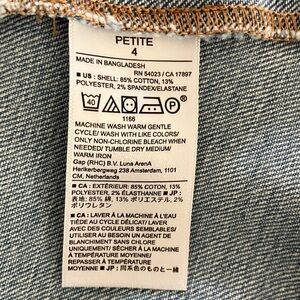 PETITE
4
MADE IN BANGLADESH
RN 54023 / CA 17897
■ US : SHELL: 85% COTTON, 13%
POLYESTER, 2% SPANDEX/ELASTANE
40
P
1166
MACHINE WASH WARM GENTLE
CYCLE/ WASH WITH LIKE COLORS/
ONLY NON-CHLORINE BLEACH WHEN
NEEDED/ TUMBLE DRY MEDIUM/
WARM IRON
Gap (RHC) B.V. Luna ArenA
Herikerbergweg 238 Amsterdam, 1101
CM, Netherlands
■ CA : EXTÉRIEUR: 85% COTON, 13%
POLYESTER, 2% ÉLASTHANNE ■ JP :
表地: 85% 綿, 13% ポリエステル, 2%
ポリウレタン
■ CA : LAVER À LA MACHINE À L'EAU
TIÈDE AU CYCLE DÉLICAT/ LAVER
AVEC DES COULEURS SEMBLABLES/
UTILISER AU BESOIN UN AGENT DE
BLANCHIMENT SANS CHLORE
UNIQUEMENT/ SÉCHER À LA MACHINE
À TEMPÉRATURE MOYENNE/
REPASSER À TEMPÉRATURE
MOYENNE ■ JP : 同系色のものと一緒